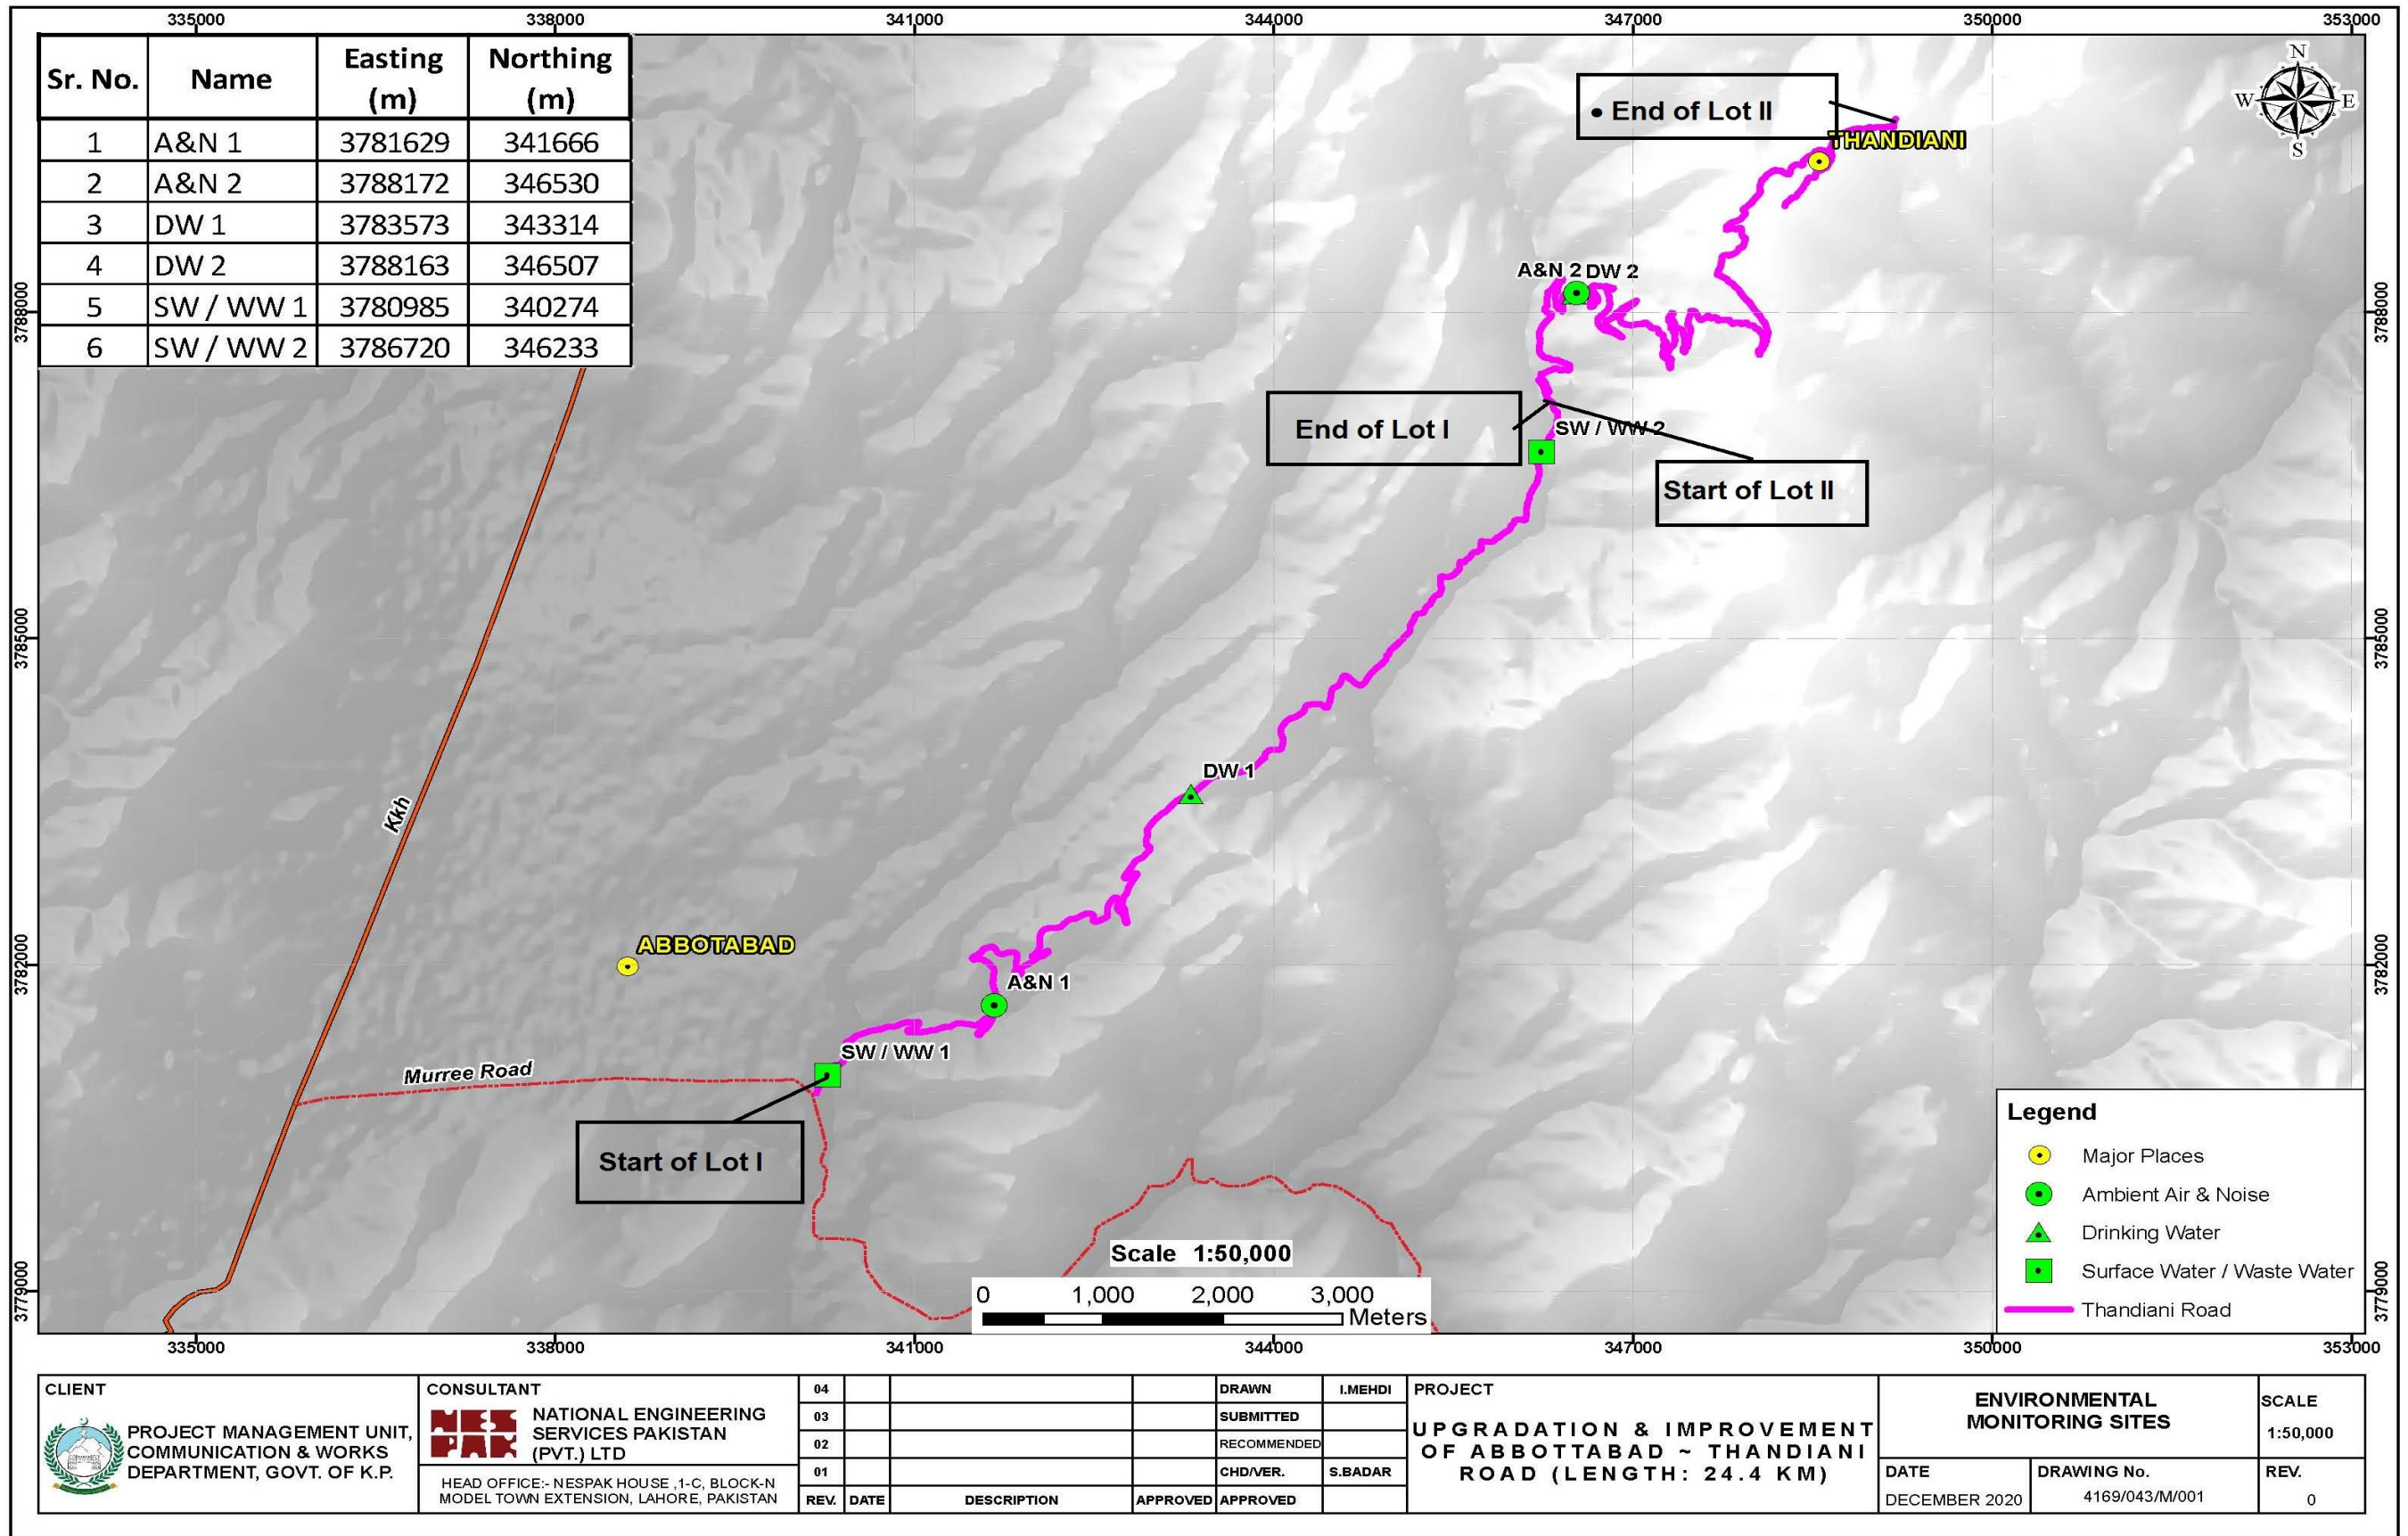 335000 338000 341000 344000 347000 350000 353000
Sr. No. Name Easting (m) Northing (m)
1 A&N 1 3781629 341666
2 A&N 2 3788172 346530
3 DW 1 3783573 343314
4 DW 2 3788163 346507
5 SW / WW 1 3780985 340274
6 SW / WW 2 3786720 346233
N
W E
S
• End of Lot II
THANDIANI
A&N 2 DW 2
3788000 3788000
End of Lot I
SW / WW 2
Start of Lot II
3785000 3785000
DW 1
Kkh
ABBOTABAD
3782000 3782000
A&N 1
SW / WW 1
Murree Road
Start of Lot I
3779000 3779000
Scale 1:50,000
0 1,000 2,000 3,000
Meters
Legend
Major Places
Ambient Air & Noise
Drinking Water
Surface Water / Waste Water
Thandiani Road
335000 338000 341000 344000 347000 350000 353000
CLIENT
PROJECT MANAGEMENT UNIT,
COMMUNICATION & WORKS
DEPARTMENT, GOVT. OF K.P.
CONSULTANT
NES
PAK
NATIONAL ENGINEERING
SERVICES PAKISTAN
(PVT.) LTD
HEAD OFFICE:- NESPAK HOUSE ,1-C, BLOCK-N
MODEL TOWN EXTENSION, LAHORE, PAKISTAN
04 DRAWN I.MEHDI
03 SUBMITTED
02 RECOMMENDED
01 CHD/VER. S.BADAR
REV. DATE DESCRIPTION APPROVED APPROVED
PROJECT
UPGRADATION & IMPROVEMENT
OF ABBOTTABAD ~ THANDIANI
ROAD (LENGTH: 24.4 KM)
ENVIRONMENTAL
MONITORING SITES
SCALE
1:50,000
DATE
DECEMBER 2020
DRAWING No.
4169/043/M/001
REV.
0